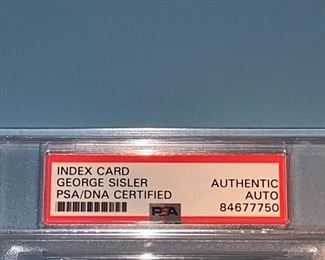 INDEX CARD
GEORGE SISLER AUTHENTIC
PSA/DNA CERTIFIED AUTO
PSA 84677750